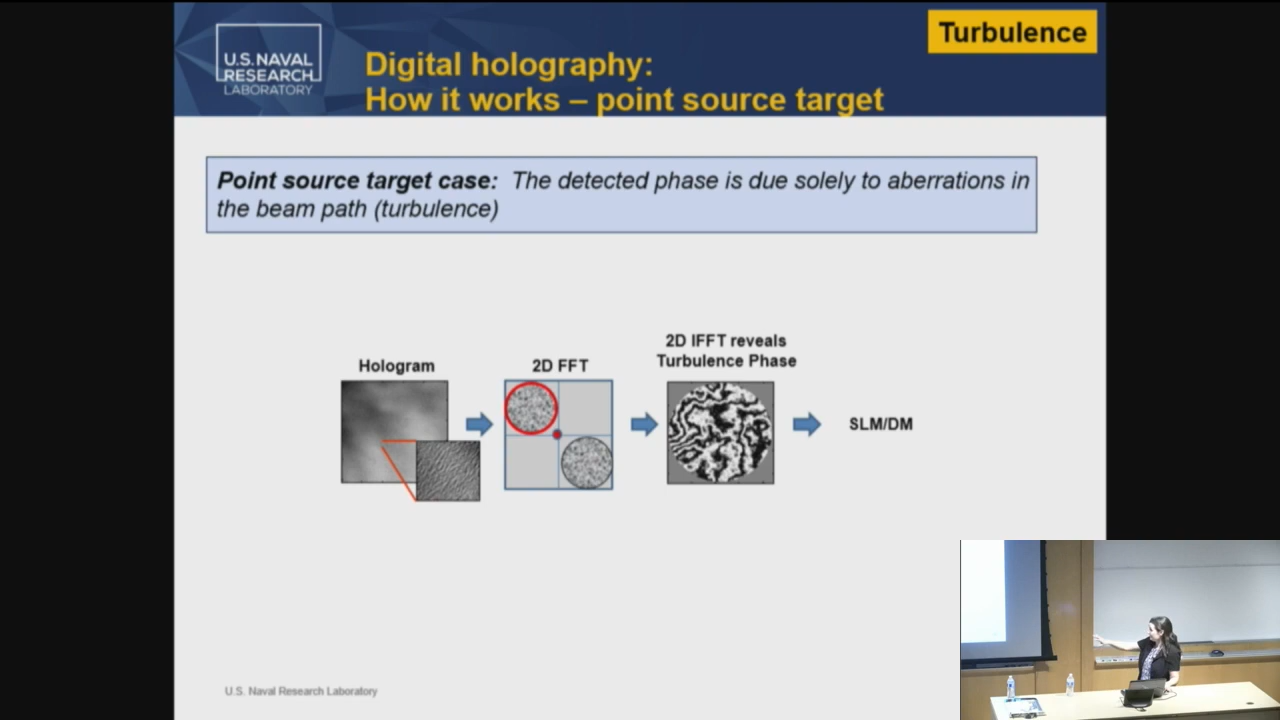 U.S. NAVAL
RESEARCH
LABORATORY
Turbulence
Digital holography:
How it works – point source target
Point source target case: The detected phase is due solely to aberrations in
the beam path (turbulence)
Hologram
2D FFT
2D IFFT reveals
Turbulence Phase
SLM/DM
U.S. Naval Research Laboratory